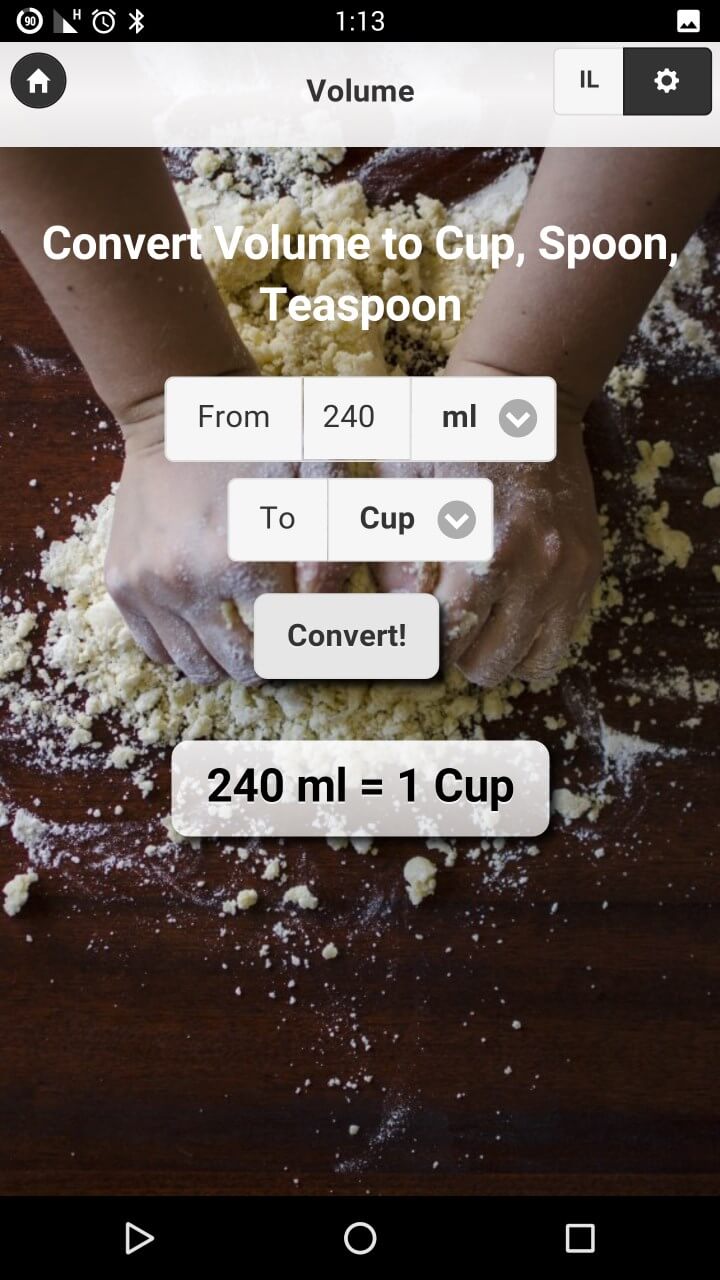 90 H 1:13
Volume
IL
Convert Volume to Cup, Spoon,
Teaspoon
From 240 ml
To Cup
Convert!
240 ml = 1 Cup